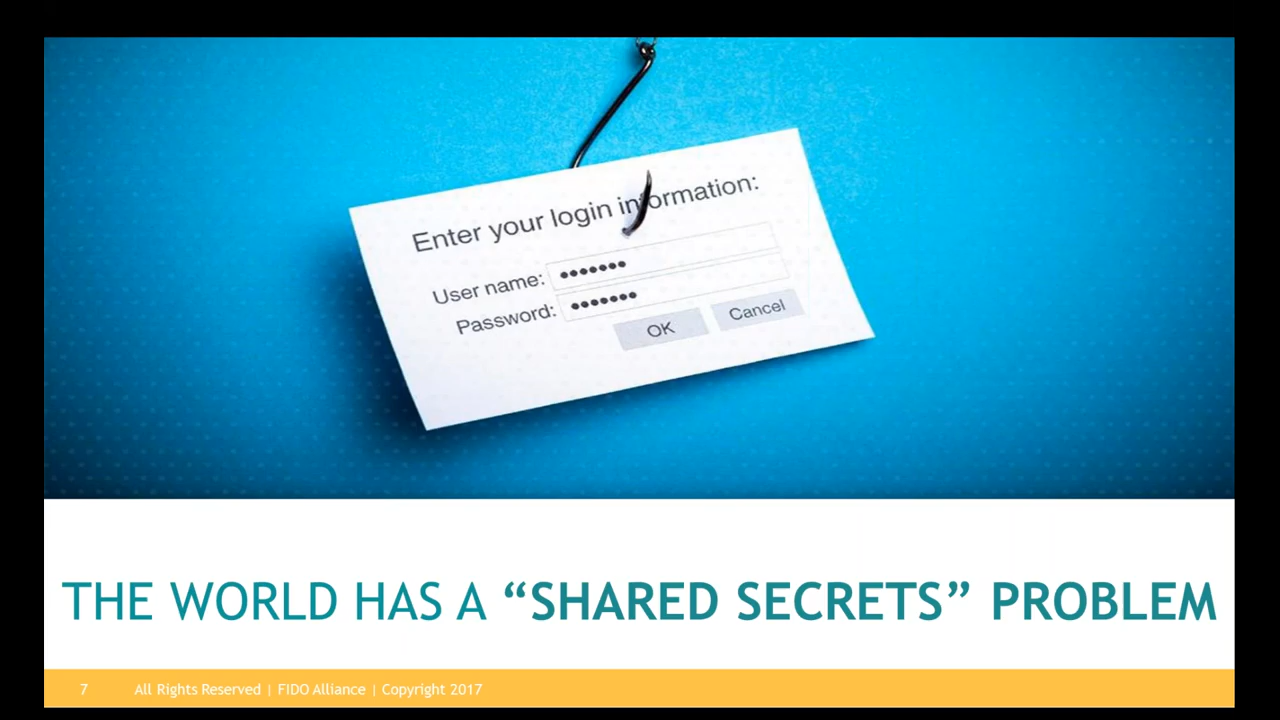 Enter your login information:
User name: •••••••
Password: •••••••
OK Cancel
THE WORLD HAS A “SHARED SECRETS” PROBLEM
7 All Rights Reserved | FIDO Alliance | Copyright 2017